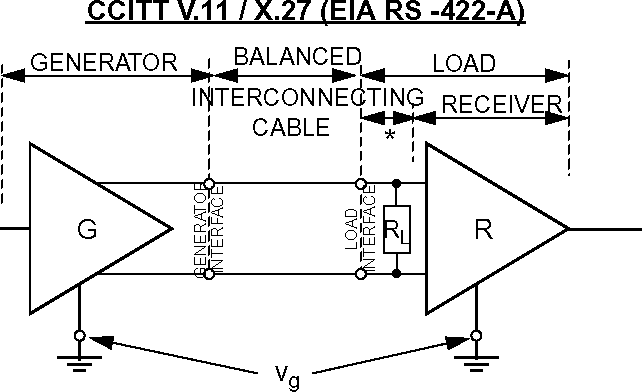 CCITT V.11 / X.27 (EIA RS -422-A)
GENERATOR
BALANCED
INTERCONNECTING
CABLE
LOAD
RECEIVER
*
G
GENERATOR
INTERFACE
LOAD
INTERFACE
RL
R
Vg